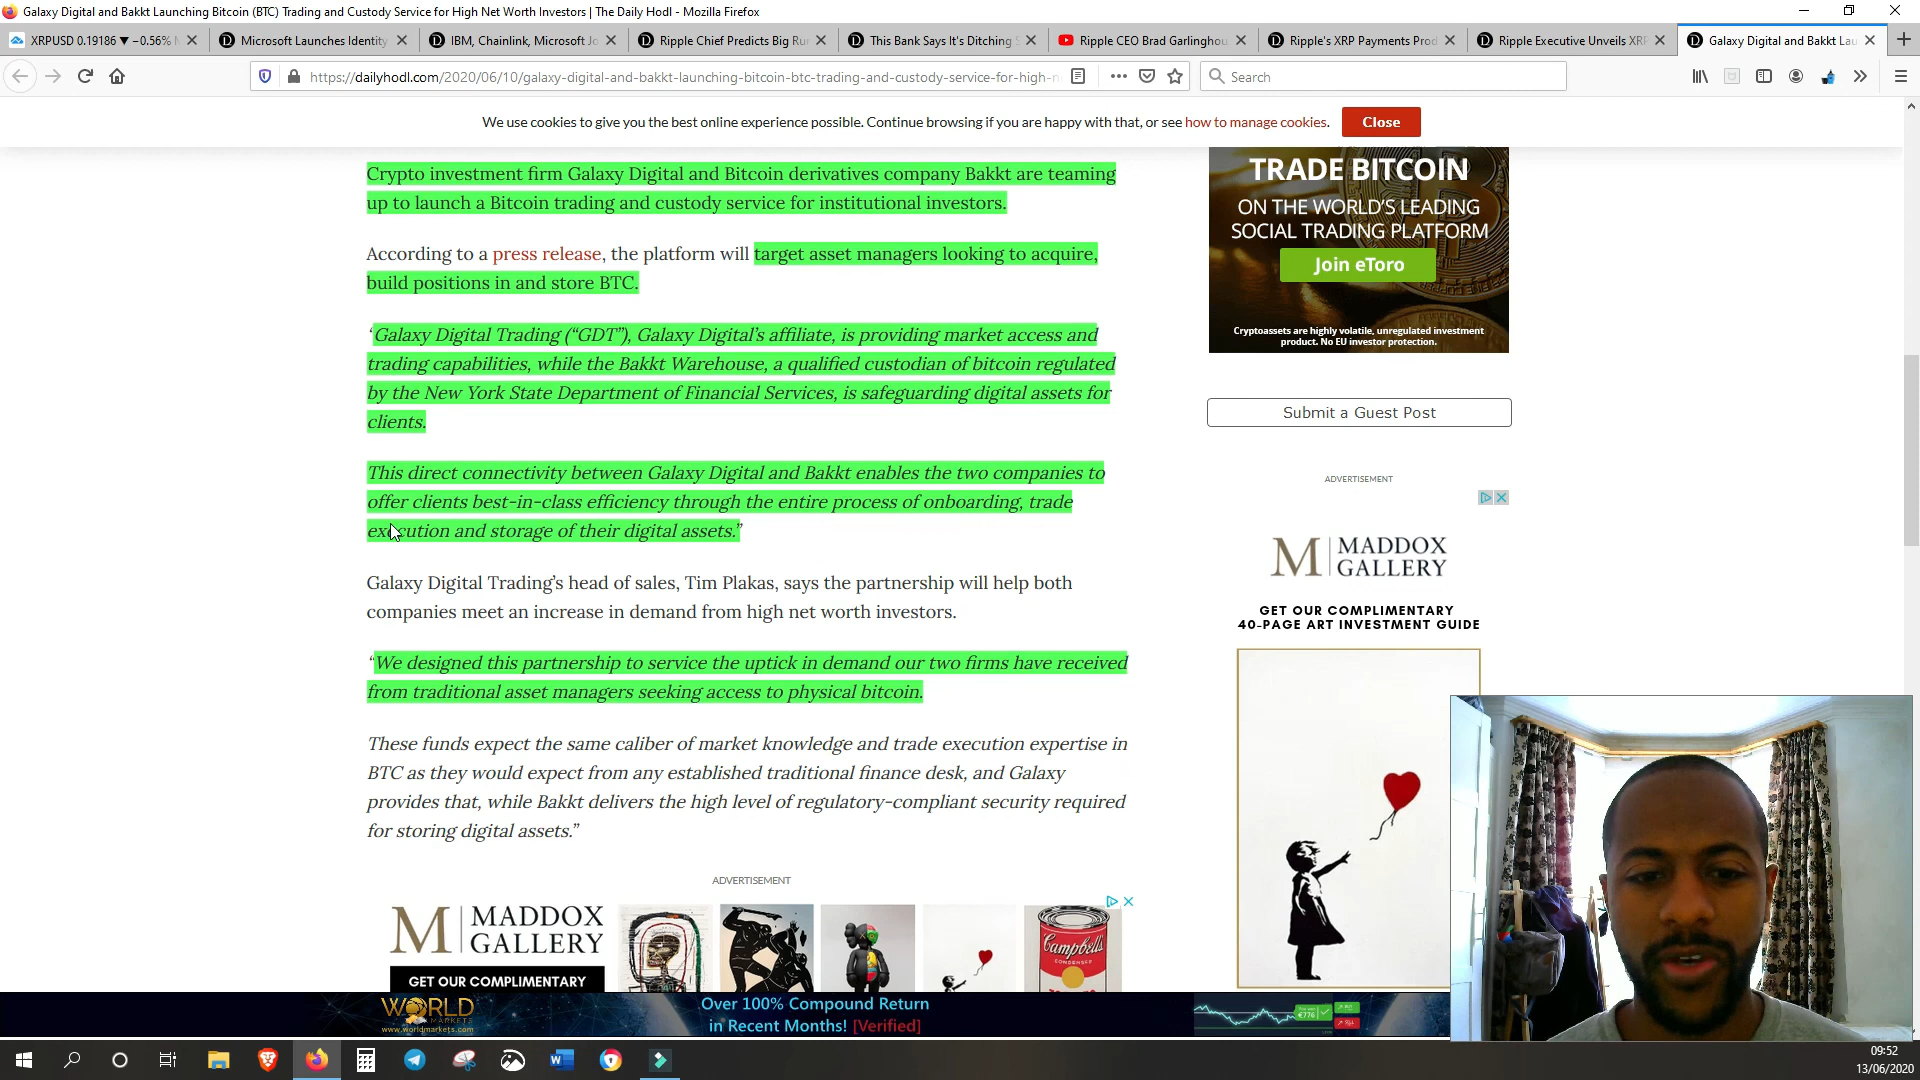 Galaxy Digital and Bakkt Launching Bitcoin (BTC) Trading and Custody Service for High Net Worth Investors | The Daily Hodl - Mozilla Firefox
XRPUSD 0.19186 ▼ −0.56%
Microsoft Launches Identity
IBM, Chainlink, Microsoft Jo
Ripple Chief Predicts Big Ru
This Bank Says It's Ditching S
Ripple CEO Brad Garlinghou
Ripple's XRP Payments Prod
Ripple Executive Unveils XR
Galaxy Digital and Bakkt Lau
https://dailyhodl.com/2020/06/10/galaxy-digital-and-bakkt-launching-bitcoin-btc-trading-and-custody-service-for-high-n
Search
We use cookies to give you the best online experience possible. Continue browsing if you are happy with that, or see how to manage cookies.
Close
Crypto investment firm Galaxy Digital and Bitcoin derivatives company Bakkt are teaming
up to launch a Bitcoin trading and custody service for institutional investors.
According to a press release, the platform will target asset managers looking to acquire,
build positions in and store BTC.
“Galaxy Digital Trading (“GDT”), Galaxy Digital’s affiliate, is providing market access and
trading capabilities, while the Bakkt Warehouse, a qualified custodian of bitcoin regulated
by the New York State Department of Financial Services, is safeguarding digital assets for
clients.
This direct connectivity between Galaxy Digital and Bakkt enables the two companies to
offer clients best-in-class efficiency through the entire process of onboarding, trade
execution and storage of their digital assets.”
Galaxy Digital Trading’s head of sales, Tim Plakas, says the partnership will help both
companies meet an increase in demand from high net worth investors.
“We designed this partnership to service the uptick in demand our two firms have received
from traditional asset managers seeking access to physical bitcoin.
These funds expect the same caliber of market knowledge and trade execution expertise in
BTC as they would expect from any established traditional finance desk, and Galaxy
provides that, while Bakkt delivers the high level of regulatory-compliant security required
for storing digital assets.”
ADVERTISEMENT
M | MADDOX
GALLERY
GET OUR COMPLIMENTARY
Campbell's
CONDENSED
TRADE BITCOIN
ON THE WORLD'S LEADING
SOCIAL TRADING PLATFORM
Join eToro
Cryptoassets are highly volatile, unregulated investment
product. No EU investor protection.
Submit a Guest Post
ADVERTISEMENT
M | MADDOX
GALLERY
GET OUR COMPLIMENTARY
40-PAGE ART INVESTMENT GUIDE
WORLD
MARKETS
www.worldmarkets.com
Over 100% Compound Return
in Recent Months! [Verified]
€776
09:52
13/06/2020